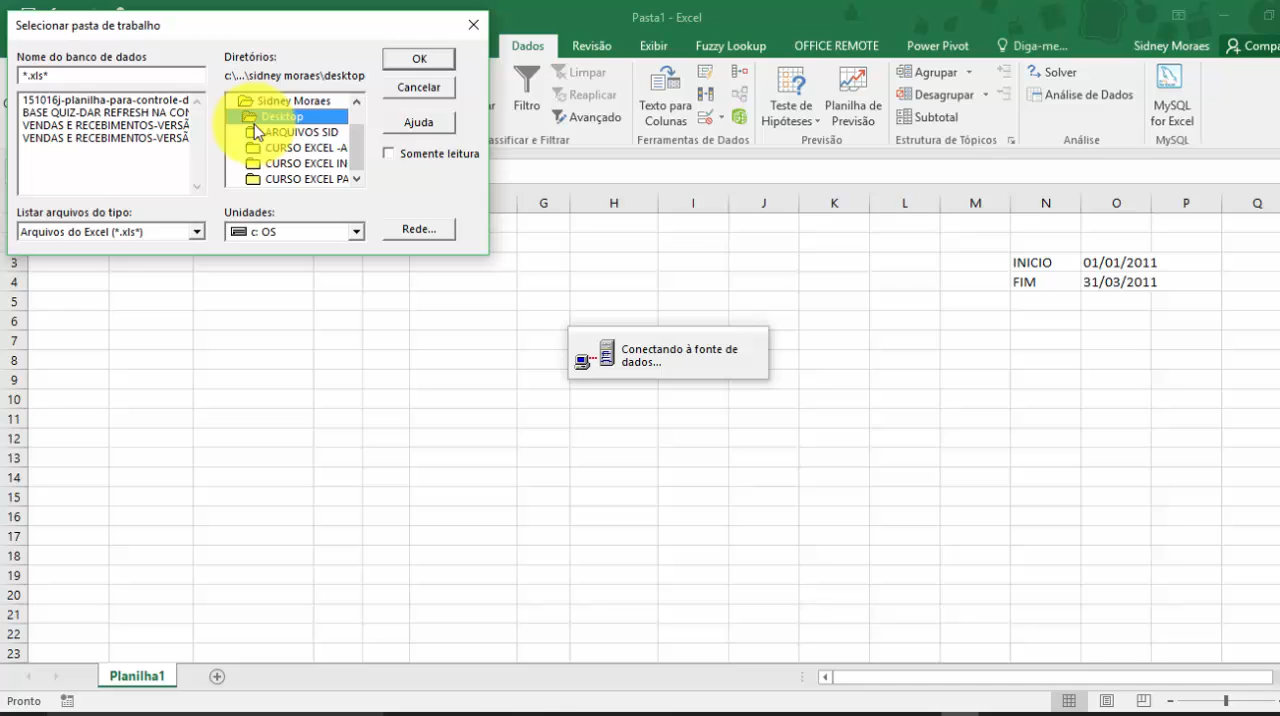 Pasta1 - Excel
Selecionar pasta de trabalho
Nome do banco de dados
*.xls*
151016j-planilha-para-controle-d
BASE QUIZ-DAR REFRESH NA CON
VENDAS E RECEBIMENTOS-VERSÃ
VENDAS E RECEBIMENTOS-VERSÃ
Listar arquivos do tipo:
Arquivos do Excel (*.xls*)
Diretórios:
c:\...\sidney moraes\desktop
Sidney Moraes
Desktop
ARQUIVOS SID
CURSO EXCEL -A
CURSO EXCEL IN
CURSO EXCEL PA
Unidades:
c: OS
OK
Cancelar
Ajuda
Somente leitura
Rede...
Dados
Revisão
Exibir
Fuzzy Lookup
OFFICE REMOTE
Power Pivot
Diga-me...
Sidney Moraes
Compa
Filtro
Limpar
Reaplicar
Avançado
Classificar e Filtrar
Texto para
Colunas
Ferramentas de Dados
Teste de
Hipóteses
Planilha de
Previsão
Previsão
Agrupar
Desagrupar
Subtotal
Estrutura de Tópicos
Solver
Análise de Dados
Análise
MySQL
for Excel
MySQL
G H I J K L M N O P Q
3 INICIO 01/01/2011
4 FIM 31/03/2011
5
6
7
8
9
10
11
12
13
14
15
16
17
18
19
20
21
22
23
Conectando à fonte de
dados...
Planilha1
Pronto